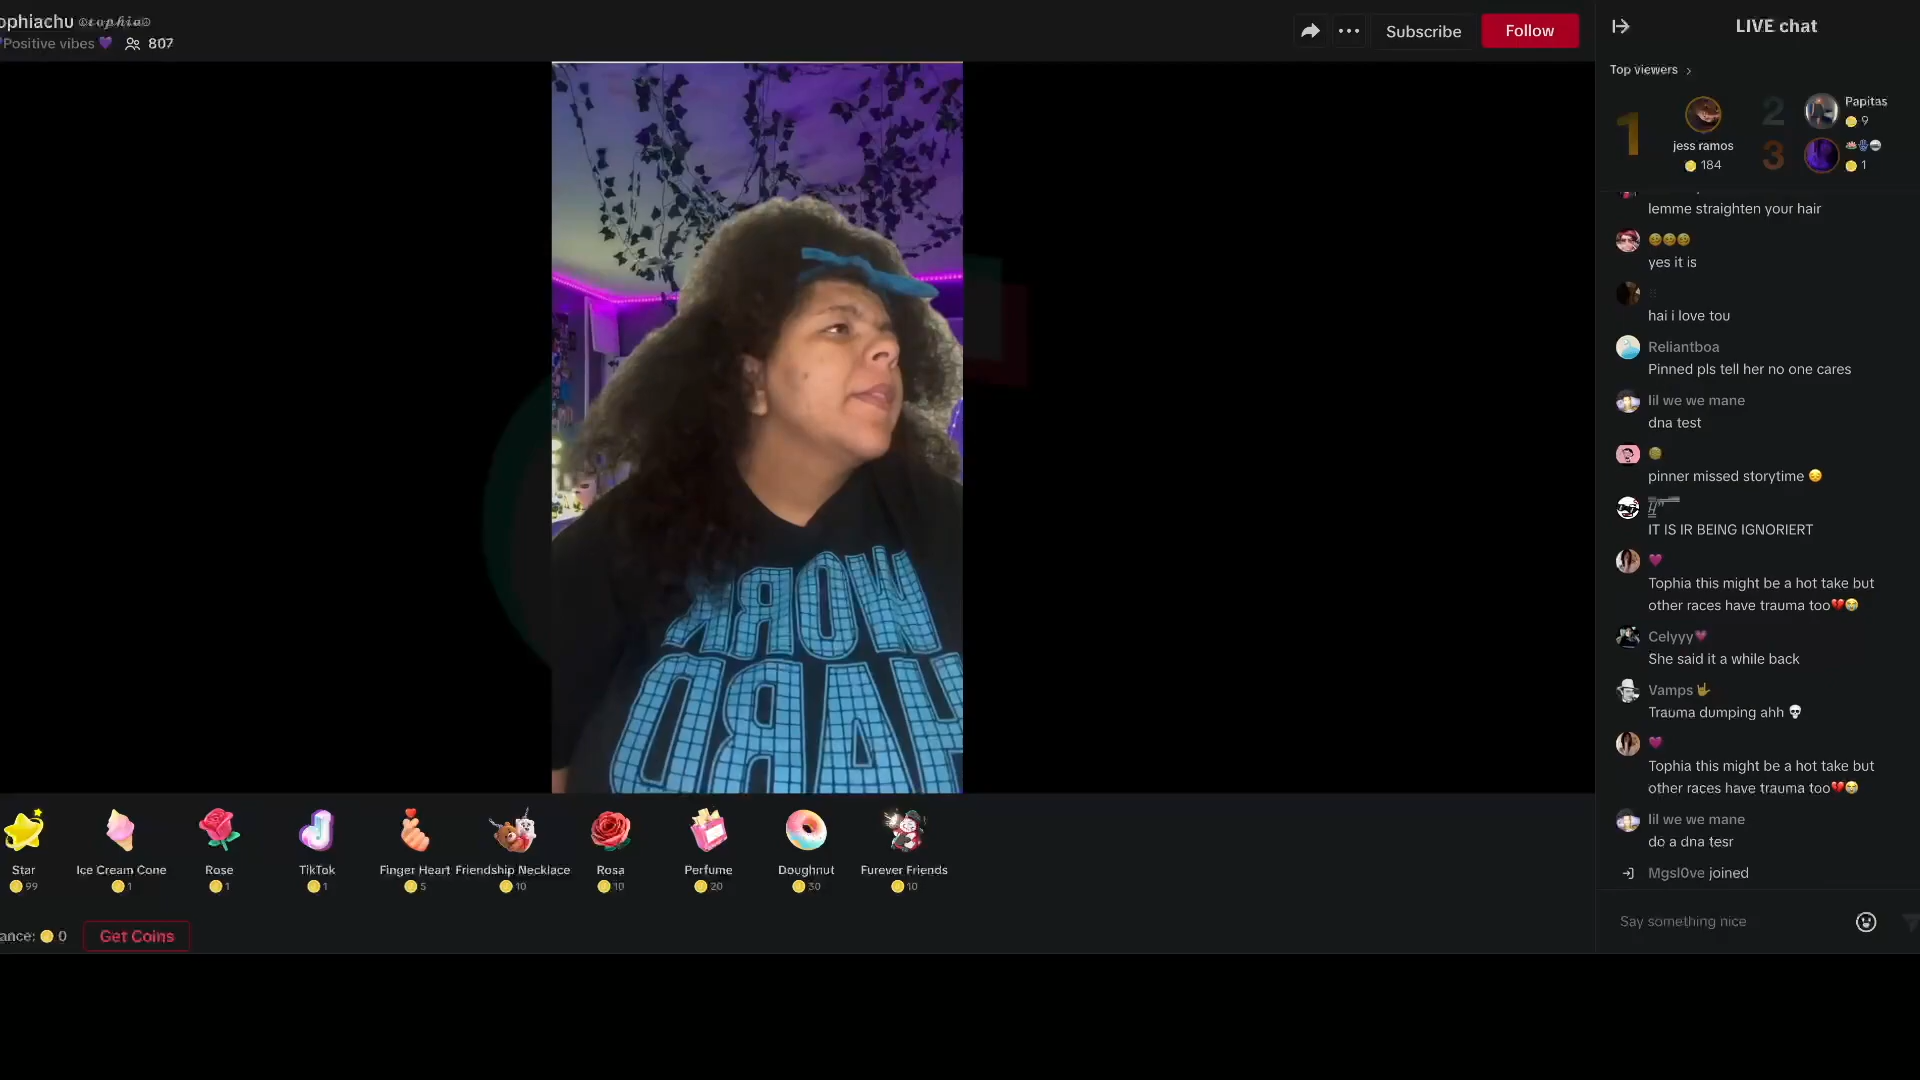 ophiachu @tophia
Positive vibes 💜 807
Subscribe
Follow
LIVE chat
Top viewers
1
jess ramos
184
2
Papitas
9
3
1
WORK
HARD
lemme straighten your hair
🥴🥴🥴
yes it is
hai i love tou
Reliantboa
Pinned pls tell her no one cares
lil we we mane
dna test
pinner missed storytime 😔
IT IS IR BEING IGNORIERT
💗
Tophia this might be a hot take but
other races have trauma too💔😭
Celyyy💗
She said it a while back
Vamps🤟
Trauma dumping ahh 💀
💗
Tophia this might be a hot take but
other races have trauma too💔😭
lil we we mane
do a dna tesr
Mgsl0ve joined
Say something nice
Star
99
Ice Cream Cone
1
Rose
1
TikTok
1
Finger Heart
5
Friendship Necklace
10
Rosa
10
Perfume
20
Doughnut
30
Furever Friends
10
ance: 0
Get Coins